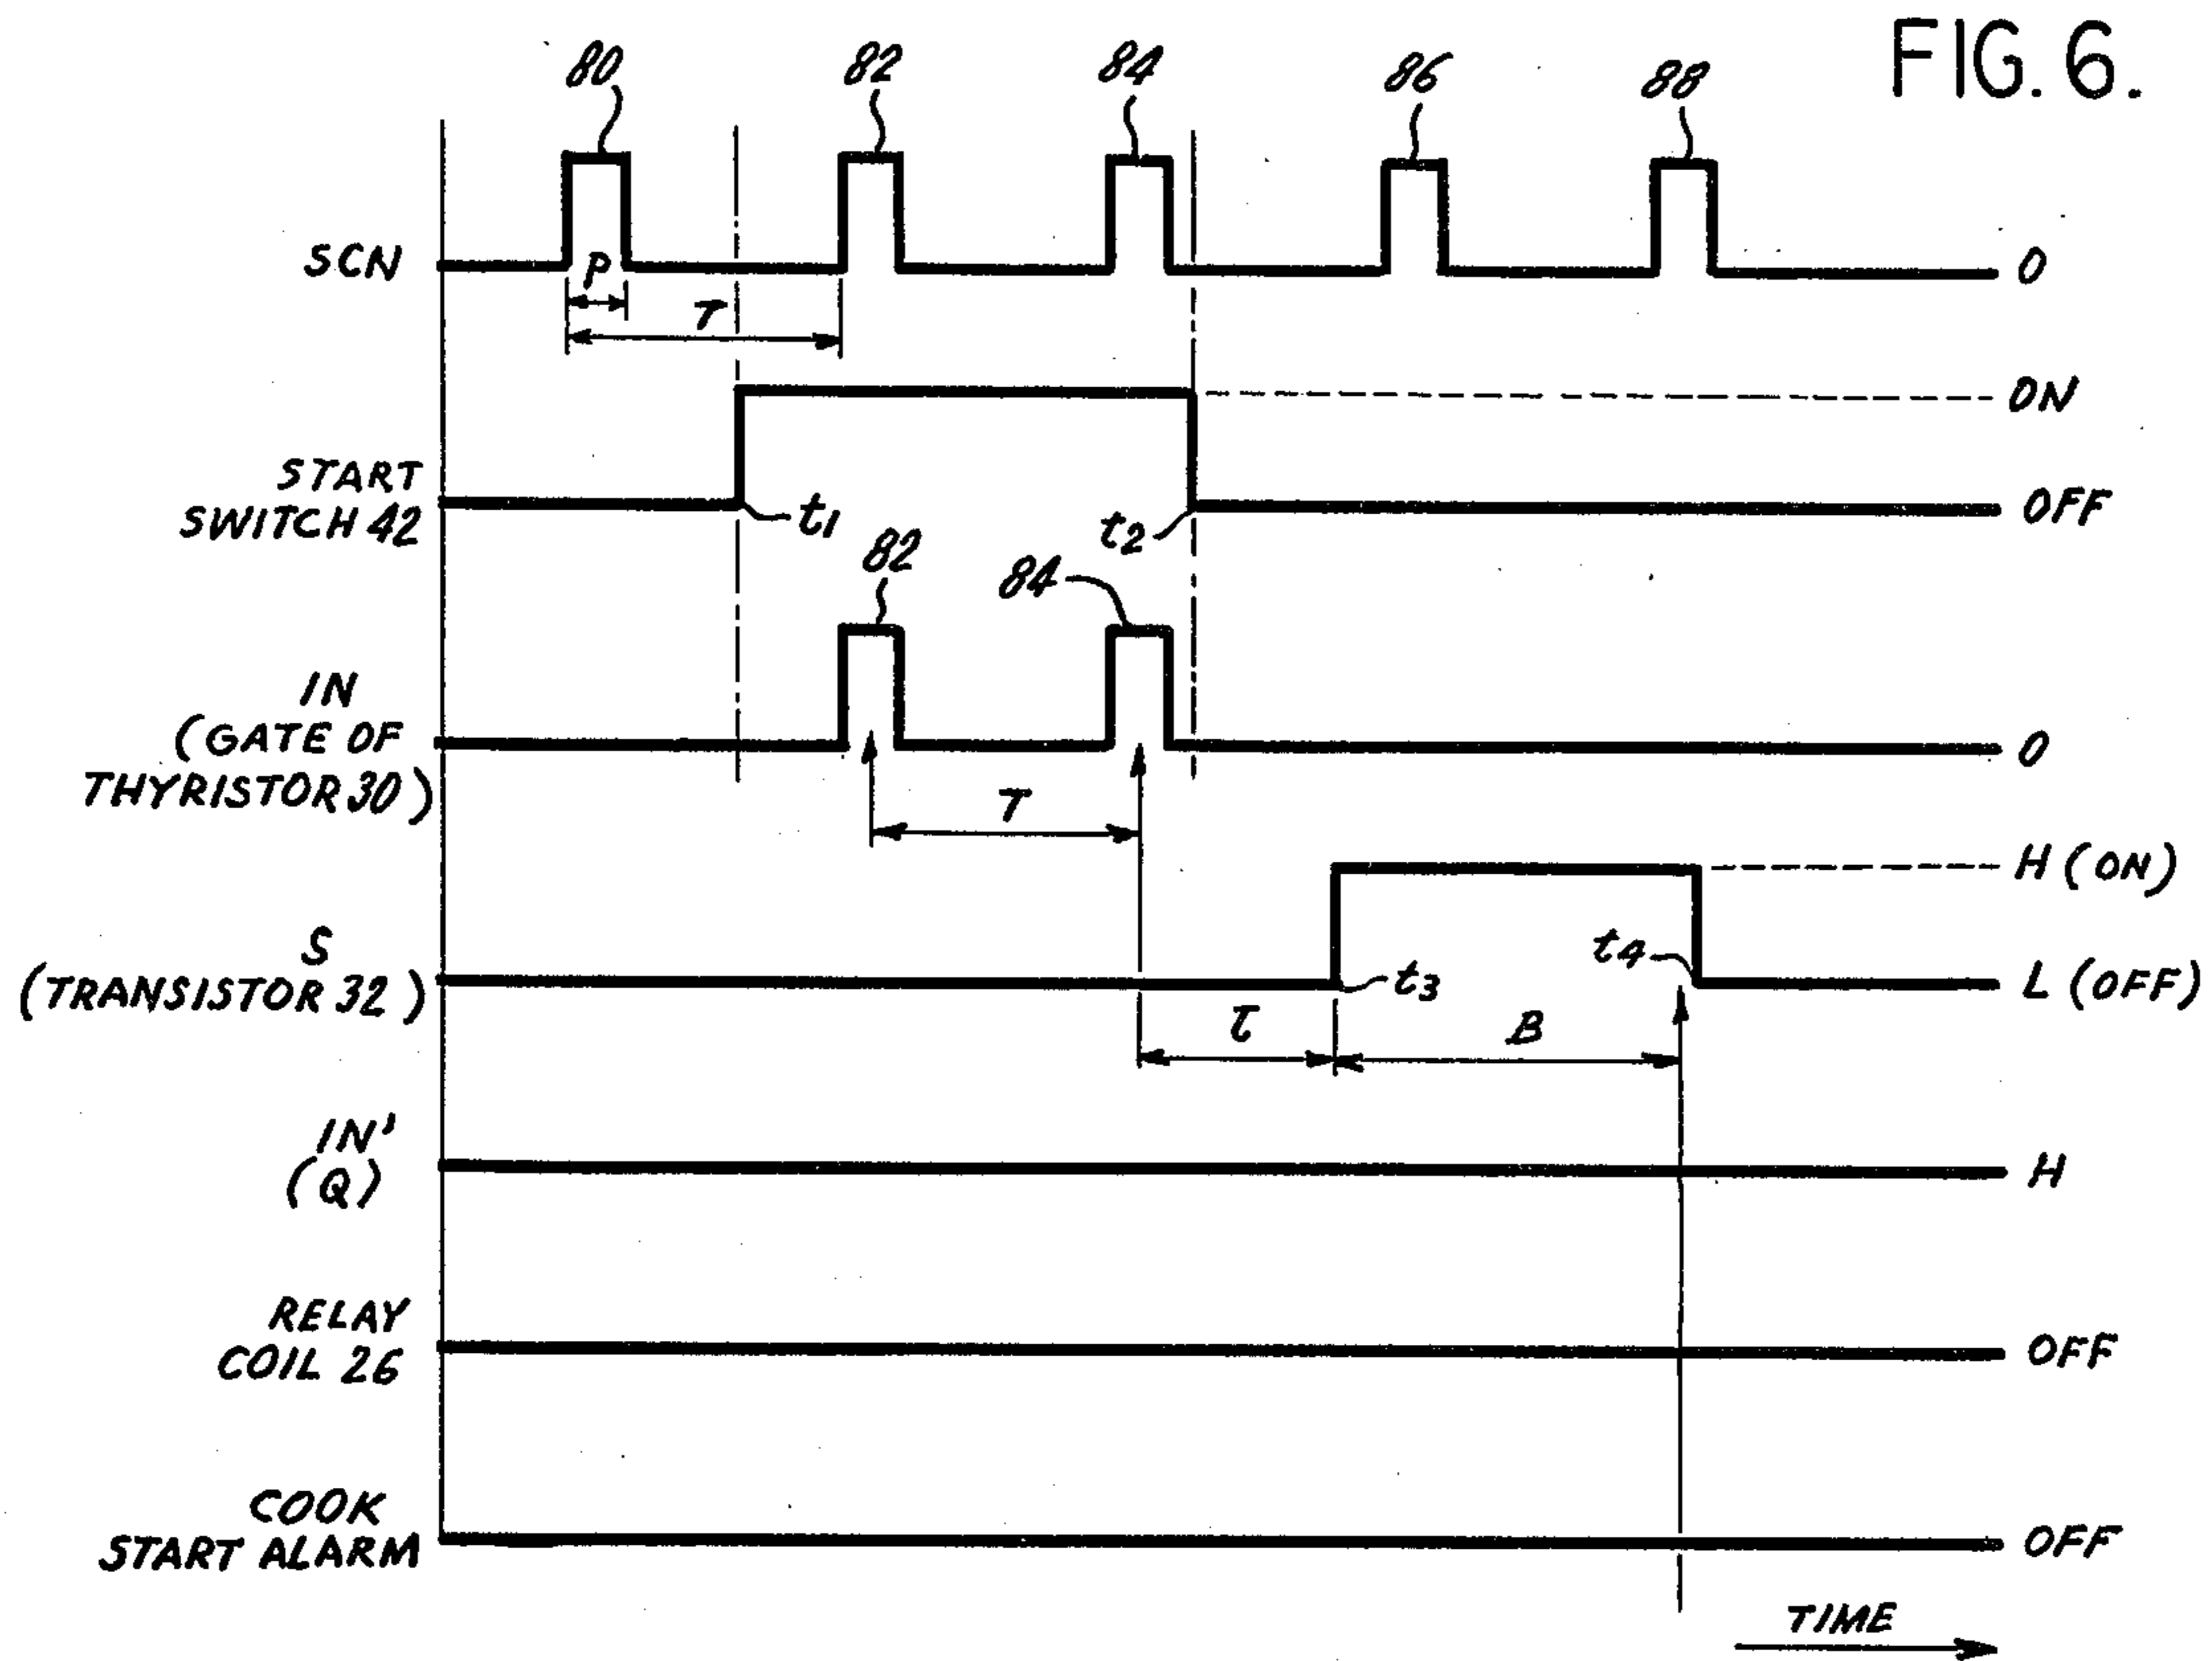 FIG. 6.
80 82 84 86 88
SCN P O
T
ON
START
SWITCH 42 t1 t2 OFF
82 84
IN
(GATE OF
THYRISTOR 30) O
T
H (ON)
S
(TRANSISTOR 32) t3 t4 L (OFF)
τ B
IN'
(Q) H
RELAY
COIL 26 OFF
COOK
START ALARM OFF
TIME